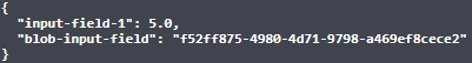 {
  "input-field-1": 5.0,
  "blob-input-field": "f52ff875-4980-4d71-9798-a469ef8cece2"
}